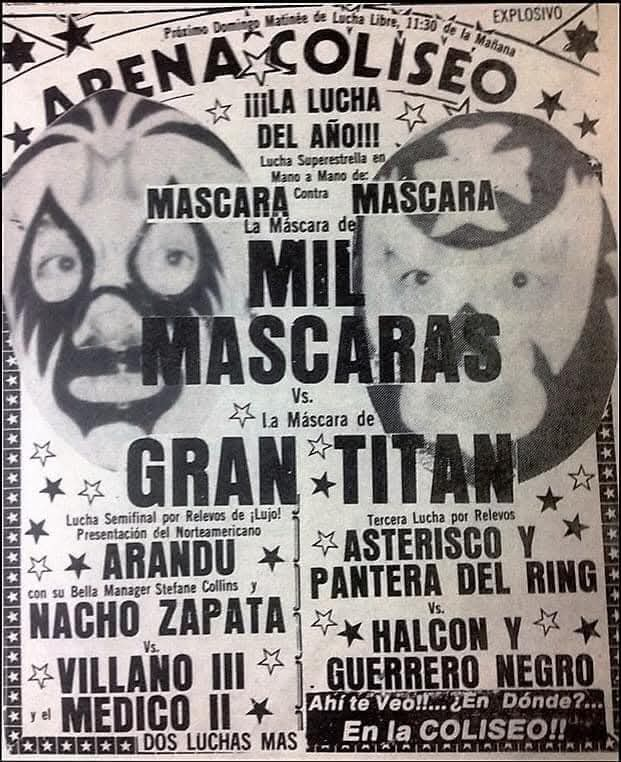 EXPLOSIVO
Próximo Domingo Matinée de Lucha Libre, 11:30 de la Mañana
ARENA COLISEO
¡¡¡LA LUCHA
DEL AÑO!!!
Lucha Superestrella en
Mano a Mano de:
MASCARA Contra MASCARA
La Máscara de
MIL
MASCARAS
Vs.
La Máscara de
GRAN TITAN
Lucha Semifinal por Relevos de ¡Lujo!
Presentación del Norteamericano
ARANDU
con su Bella Manager Stefane Collins y
NACHO ZAPATA
Vs.
VILLANO III
y el MEDICO II
DOS LUCHAS MAS
Tercera Lucha por Relevos
ASTERISCO Y
PANTERA DEL RING
Vs.
HALCON Y
GUERRERO NEGRO
Ahí te Veo!!... ¿En Dónde?...
En la COLISEO!!